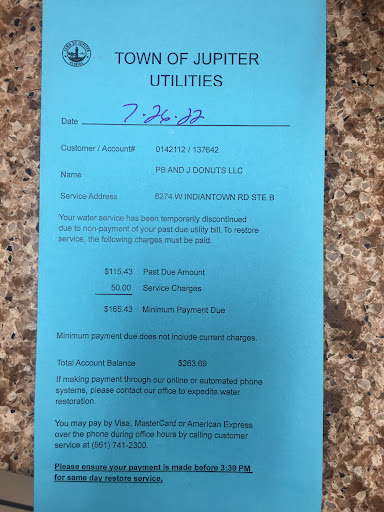 TOWN OF JUPITER
UTILITIES
Date 7-26-22
Customer / Account# 0142112 / 137642
Name PB AND J DONUTS LLC
Service Address 6274 W INDIANTOWN RD STE B
Your water service has been temporarily discontinued
due to non-payment of your past due utility bill. To restore
service, the following charges must be paid.
$115.43 Past Due Amount
50.00 Service Charges
$165.43 Minimum Payment Due
Minimum payment due does not include current charges.
Total Account Balance $263.69
If making payment through our online or automated phone
systems, please contact our office to expedite water
restoration.
You may pay by Visa, MasterCard or American Express
over the phone during office hours by calling customer
service at (561) 741-2300.
Please ensure your payment is made before 3:30 PM
for same day restore service.